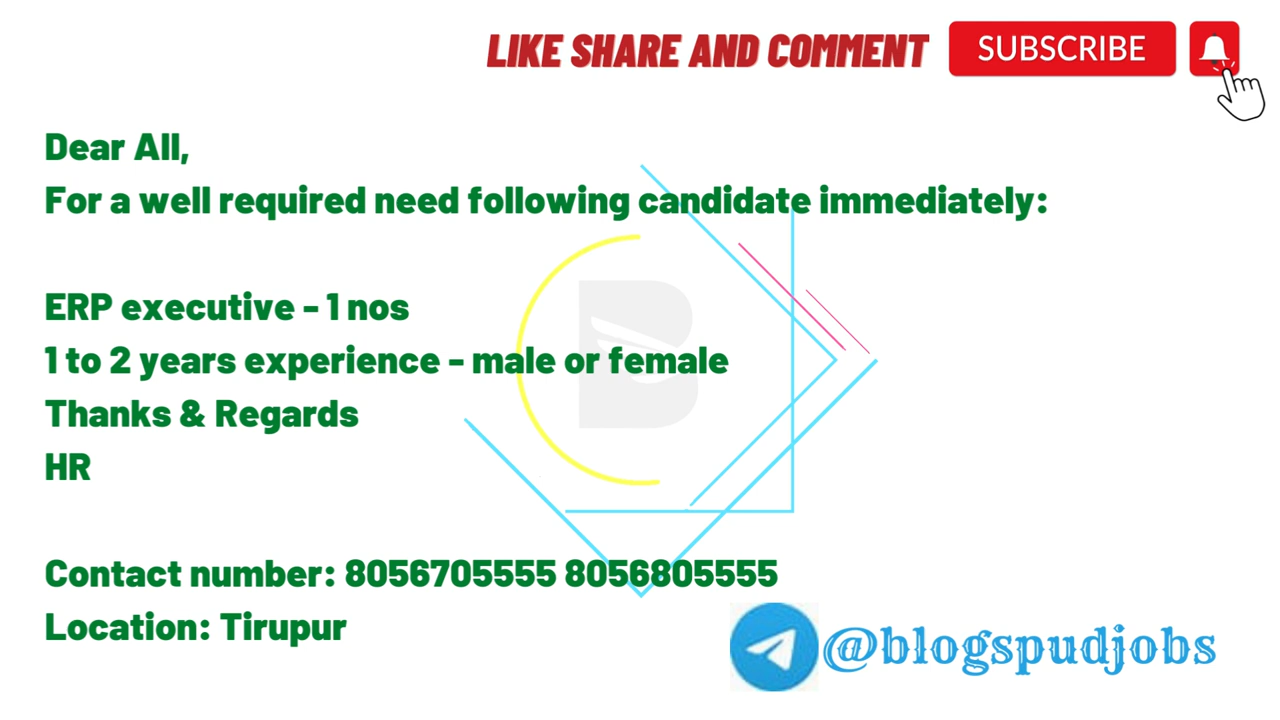 LIKE SHARE AND COMMENT SUBSCRIBE
Dear All,
For a well required need following candidate immediately:
ERP executive - 1 nos
1 to 2 years experience - male or female
Thanks & Regards
HR
Contact number: 8056705555 8056805555
Location: Tirupur
@blogspudjobs